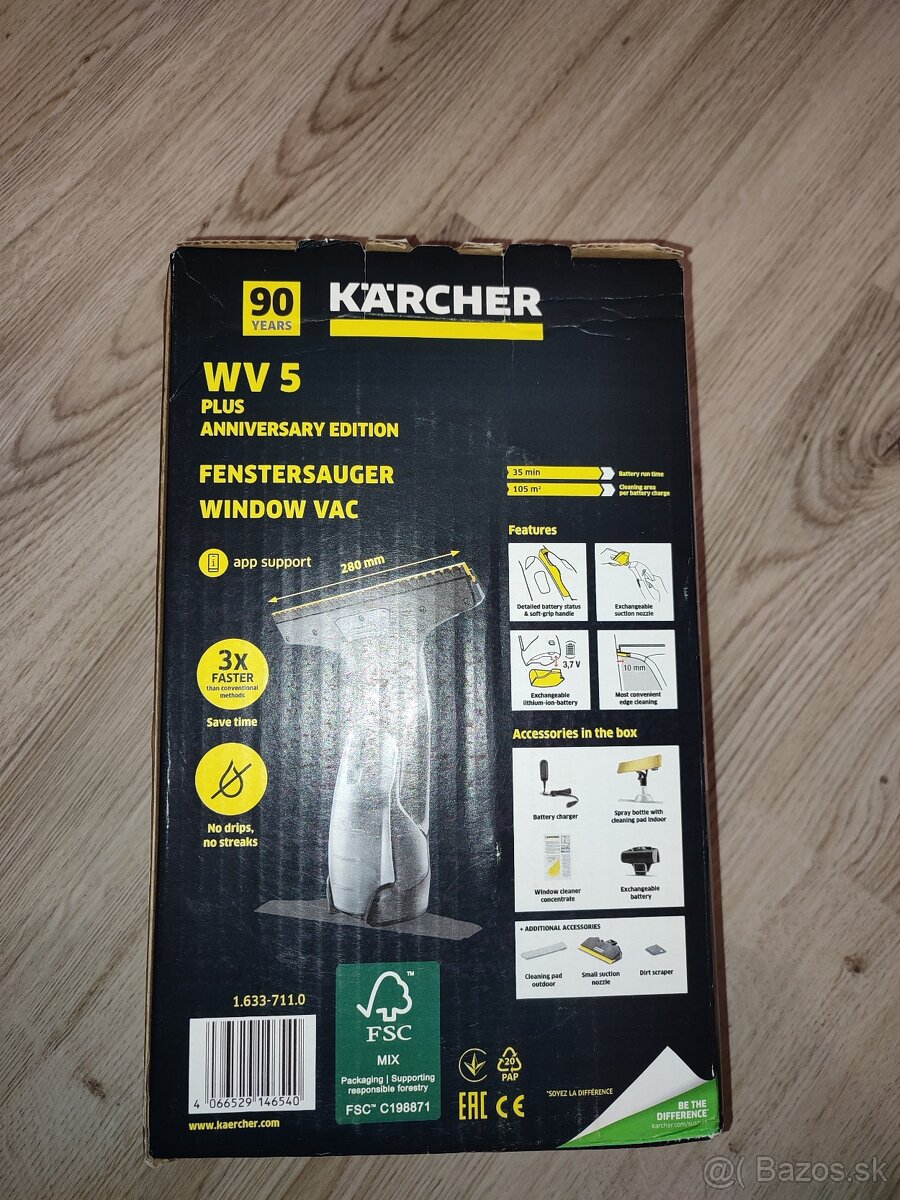 90
YEARS
KÄRCHER
WV 5
PLUS
ANNIVERSARY EDITION
FENSTERSAUGER
WINDOW VAC
app support
280 mm
3X
FASTER
than conventional
methods
Save time
No drips,
no streaks
35 min
Battery run time
105 m²
Cleaning area
per battery charge
Features
Detailed battery status
& soft-grip handle
Exchangeable
suction nozzle
3,7 V
Exchangeable
lithium-ion-battery
10 mm
Most convenient
edge cleaning
Accessories in the box
Battery charger
Spray bottle with
cleaning pad indoor
Window cleaner
concentrate
Exchangeable
battery
+ ADDITIONAL ACCESSORIES
Cleaning pad
outdoor
Small suction
nozzle
Dirt scraper
1.633-711.0
4 066529 146540
www.kaercher.com
FSC
MIX
Packaging | Supporting
responsible forestry
FSC™ C198871
20
PAP
EAC CE
*SOYEZ LA DIFFÉRENCE
BE THE
DIFFERENCE*
@( Bazos.sk